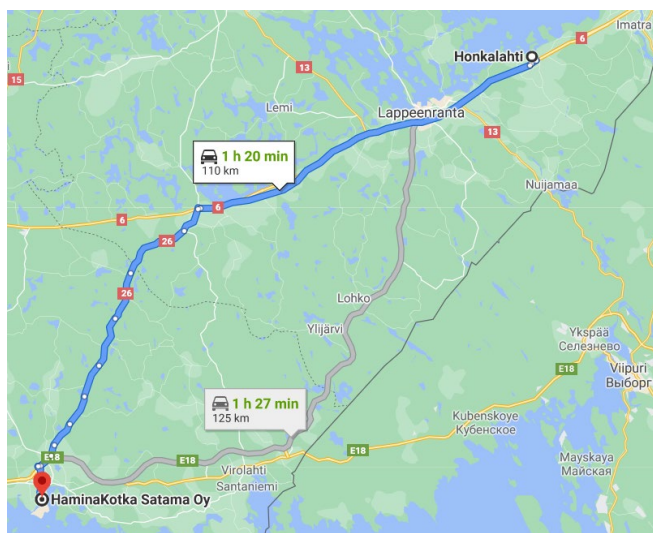 Imatra
6
Honkalahti
15
13
Lemi
Lappeenranta
13
1 h 20 min
110 km
Nuijamaa
6
6
26
26
Lohko
Ylijärvi
Ykspää
Селезнево
Viipuri
Выборг
E18
1 h 27 min
125 km
Kubenskoye
Кубенское
E18
E18
E18
Virolahti
Santaniemi
Mayskaya
Майская
HaminaKotka Satama Oy